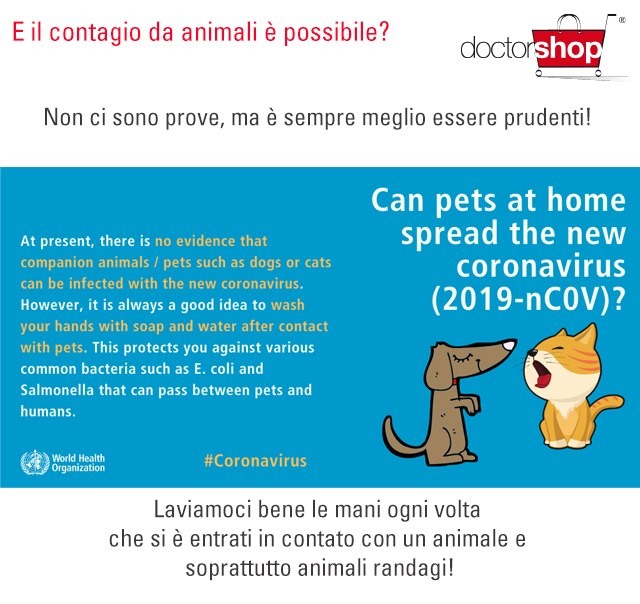 E il contagio da animali è possibile?
doctorshop®
Non ci sono prove, ma è sempre meglio essere prudenti!
Can pets at home
spread the new
coronavirus
(2019-nC0V)?
At present, there is no evidence that
companion animals / pets such as dogs or cats
can be infected with the new coronavirus.
However, it is always a good idea to wash
your hands with soap and water after contact
with pets. This protects you against various
common bacteria such as E. coli and
Salmonella that can pass between pets and
humans.
World Health
Organization
#Coronavirus
Laviamoci bene le mani ogni volta
che si è entrati in contato con un animale e
soprattutto animali randagi!